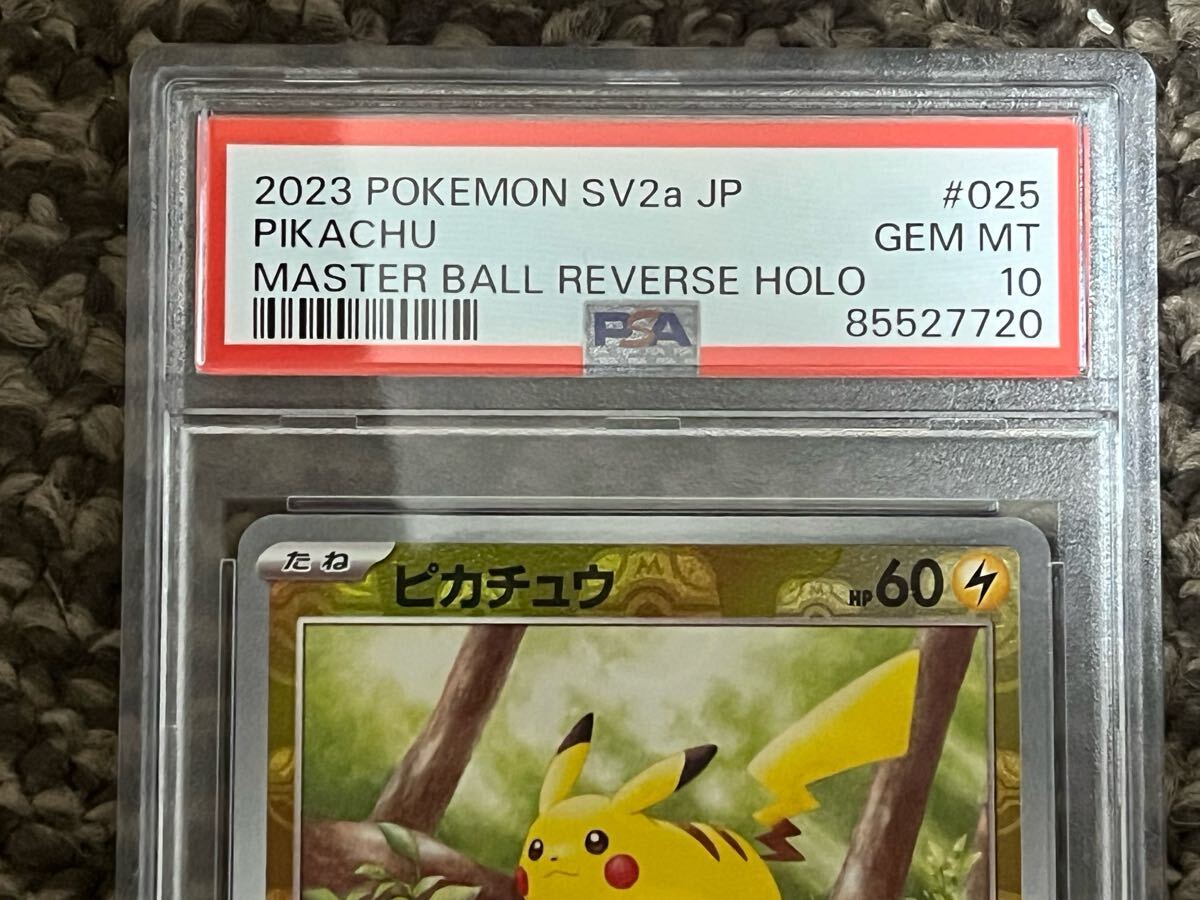 2023 POKEMON SV2a JP #025
PIKACHU GEM MT
MASTER BALL REVERSE HOLO 10
PSA 85527720
たね ピカチュウ HP60
M